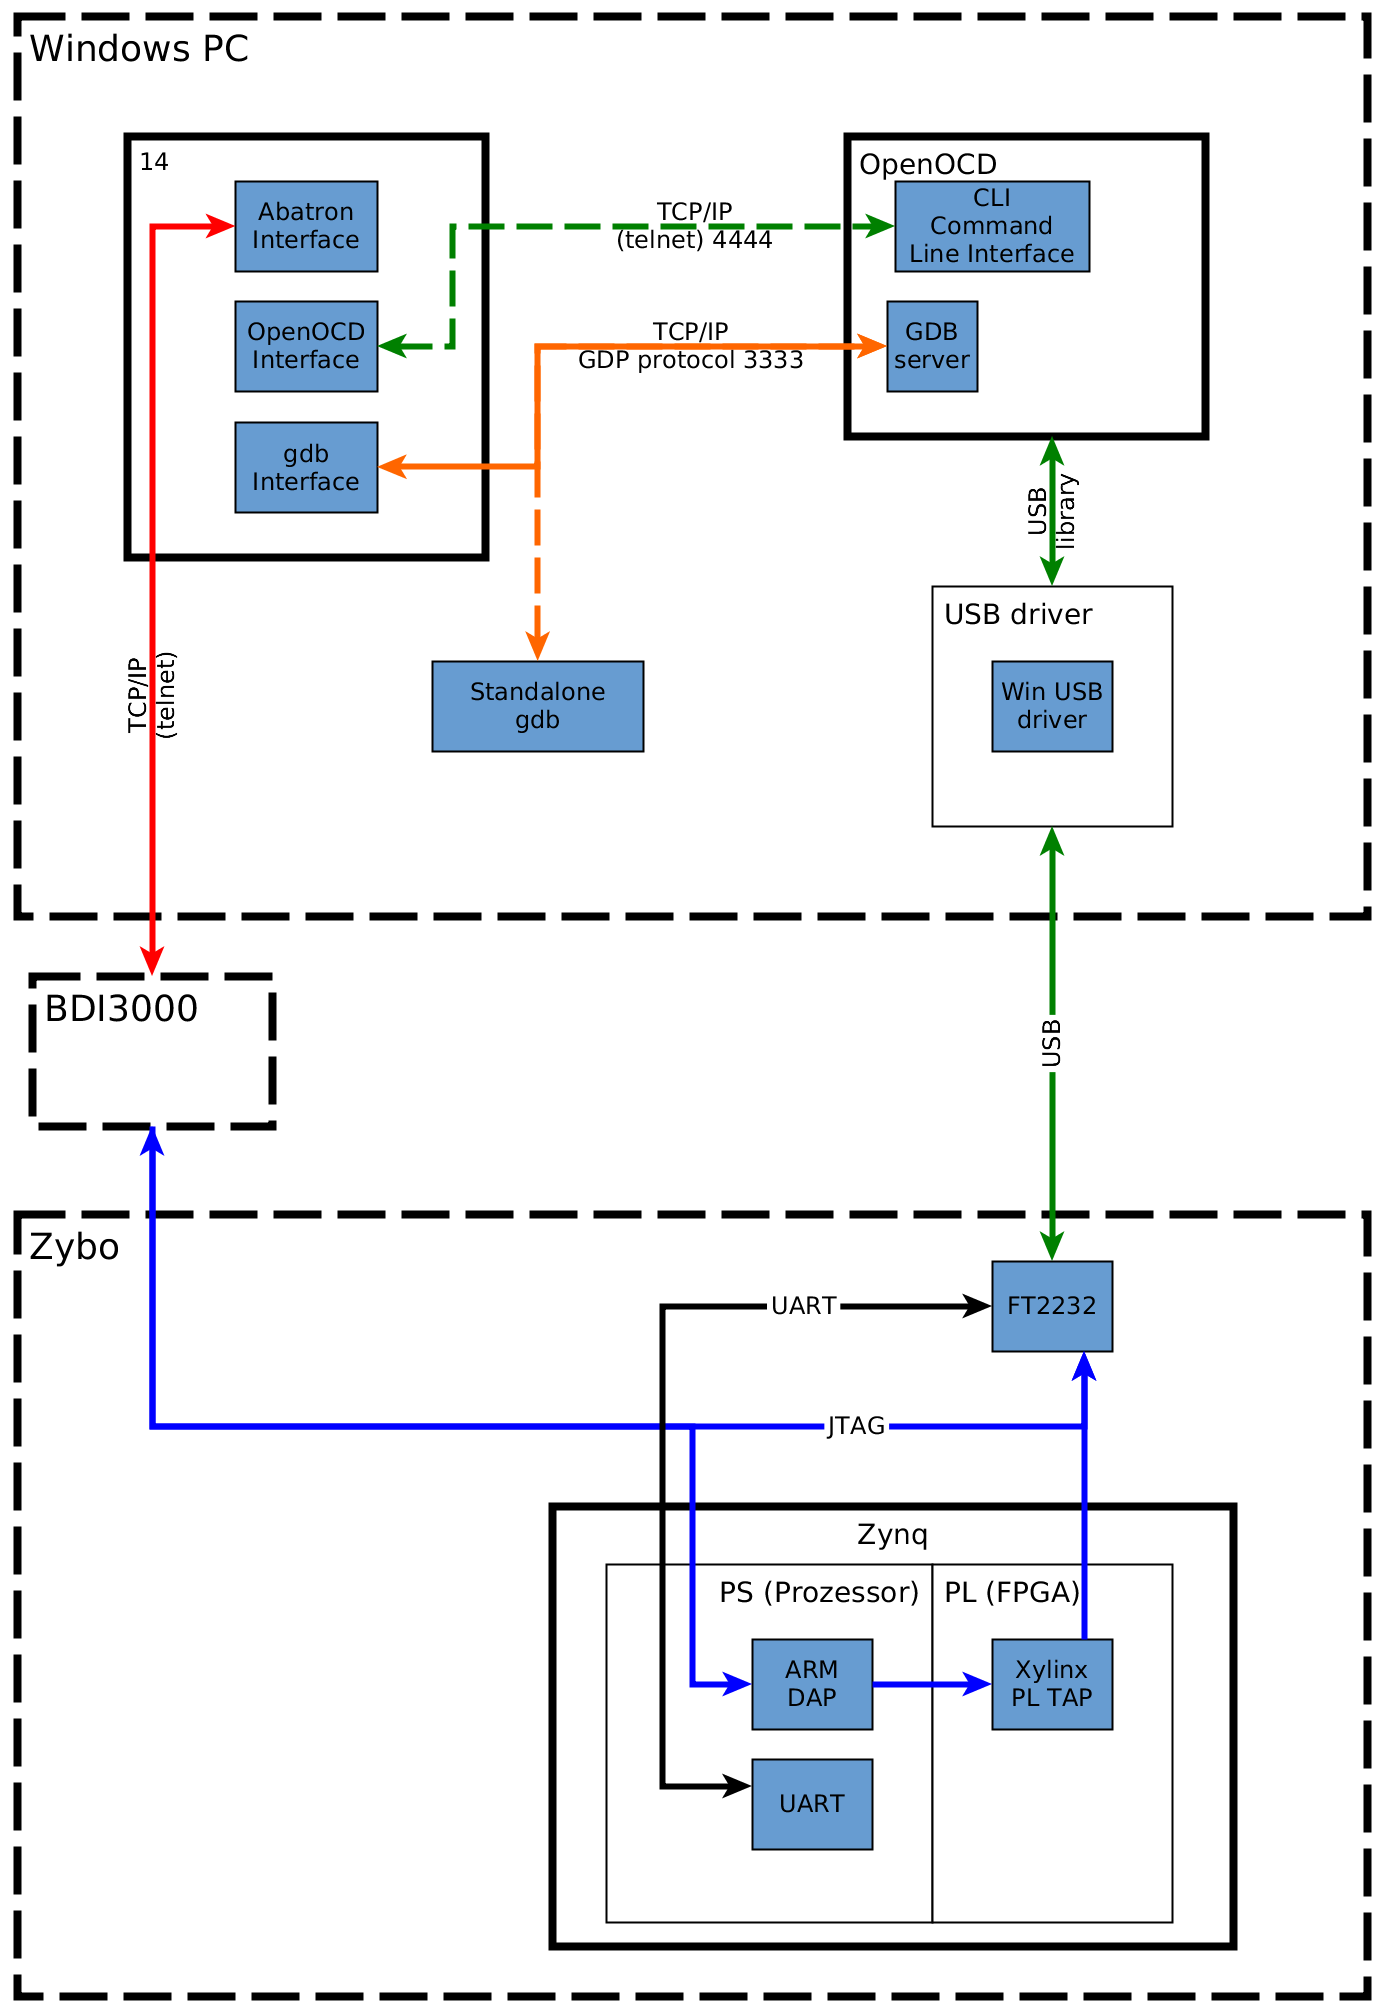 Windows PC
14
Abatron
Interface
OpenOCD
Interface
gdb
Interface
TCP/IP
(telnet) 4444
TCP/IP
GDP protocol 3333
OpenOCD
CLI
Command
Line Interface
GDB
server
USB
library
USB driver
Win USB
driver
Standalone
gdb
TCP/IP
(telnet)
BDI3000
USB
Zybo
FT2232
UART
JTAG
Zynq
PS (Prozessor)
PL (FPGA)
ARM
DAP
Xylinx
PL TAP
UART